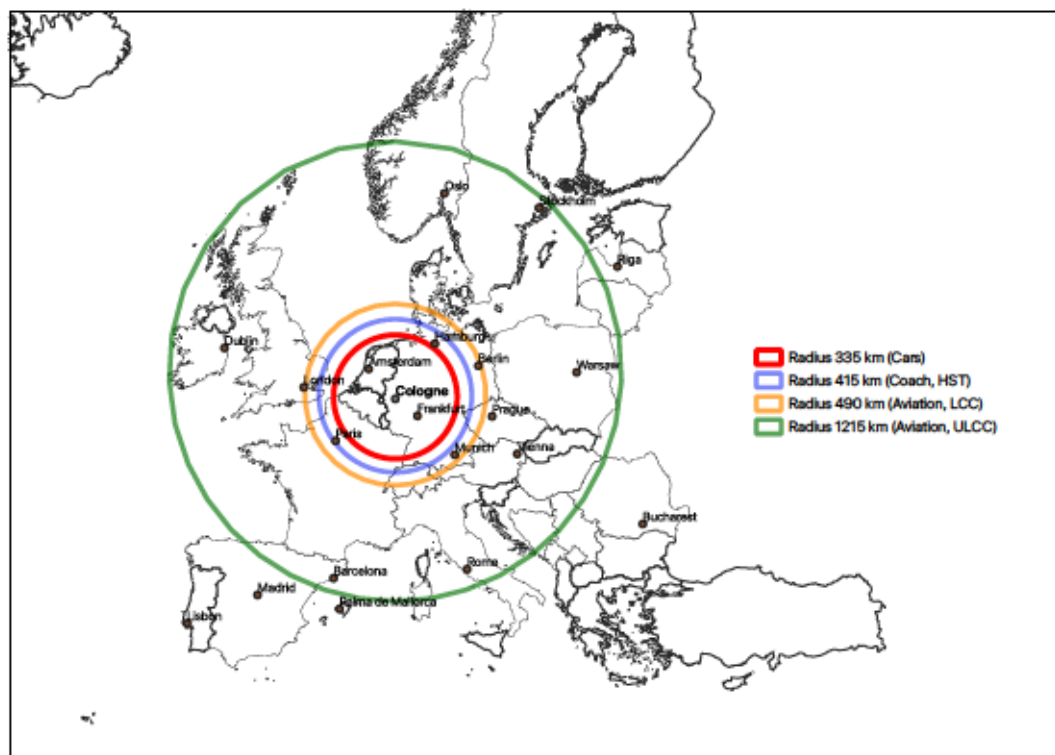 Oslo
Stockholm
Riga
Dublin
Hamburg
Amsterdam
Berlin
Warsaw
London
Cologne
Frankfurt
Prague
Paris
Munich
Vienna
Bucharest
Roma
Barcelona
Madrid
Palma de Mallorca
Lisbon
Radius 335 km (Cars)
Radius 415 km (Coach, HST)
Radius 490 km (Aviation, LCC)
Radius 1215 km (Aviation, ULCC)